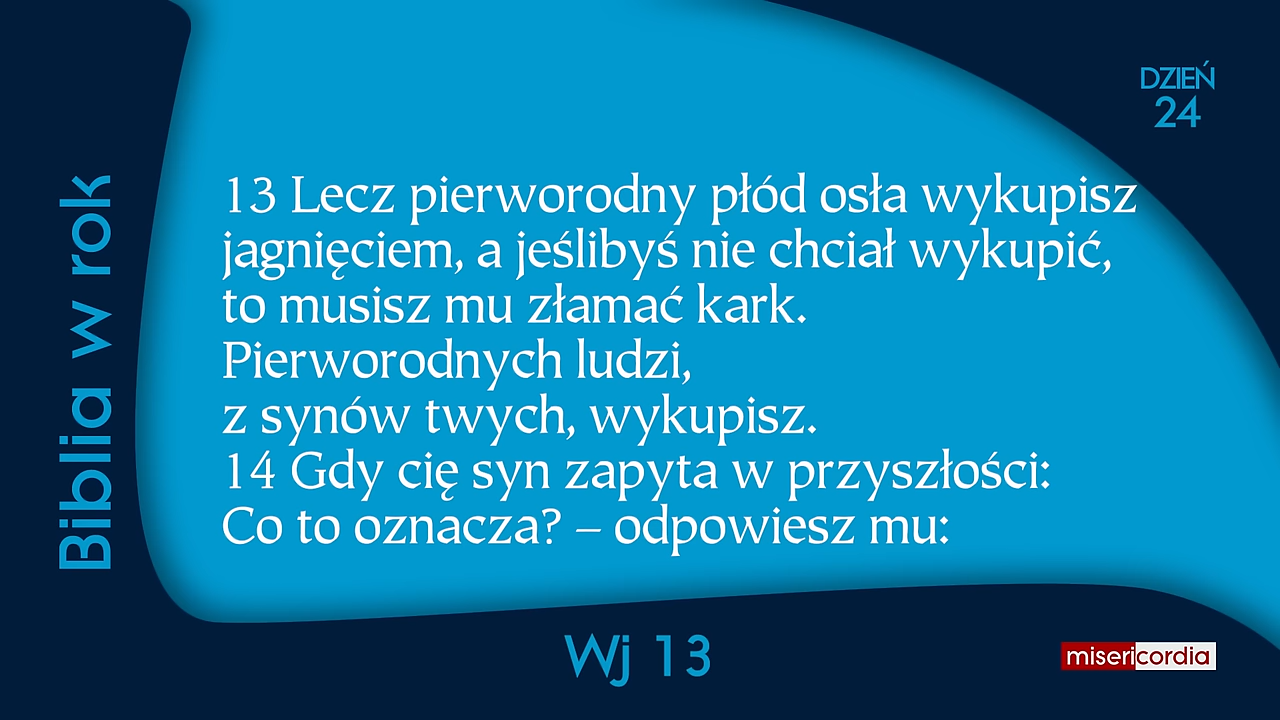 DZIEŃ
24
Biblia w rok
13 Lecz pierworodny płód osła wykupisz
jagnięciem, a jeślibyś nie chciał wykupić,
to musisz mu złamać kark.
Pierworodnych ludzi,
z synów twych, wykupisz.
14 Gdy cię syn zapyta w przyszłości:
Co to oznacza? – odpowiesz mu:
Wj 13
misericordia